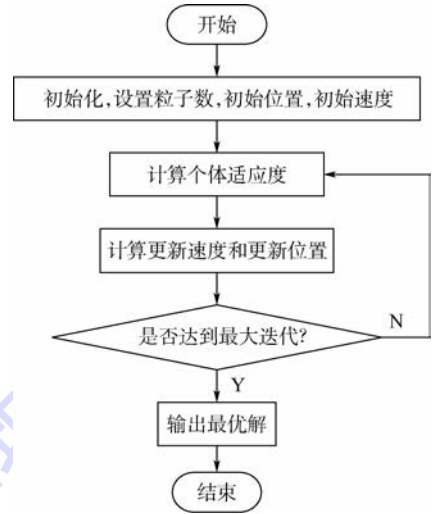 开始
初始化,设置粒子数,初始位置,初始速度
计算个体适应度
计算更新速度和更新位置
是否达到最大迭代?
N
Y
输出最优解
结束